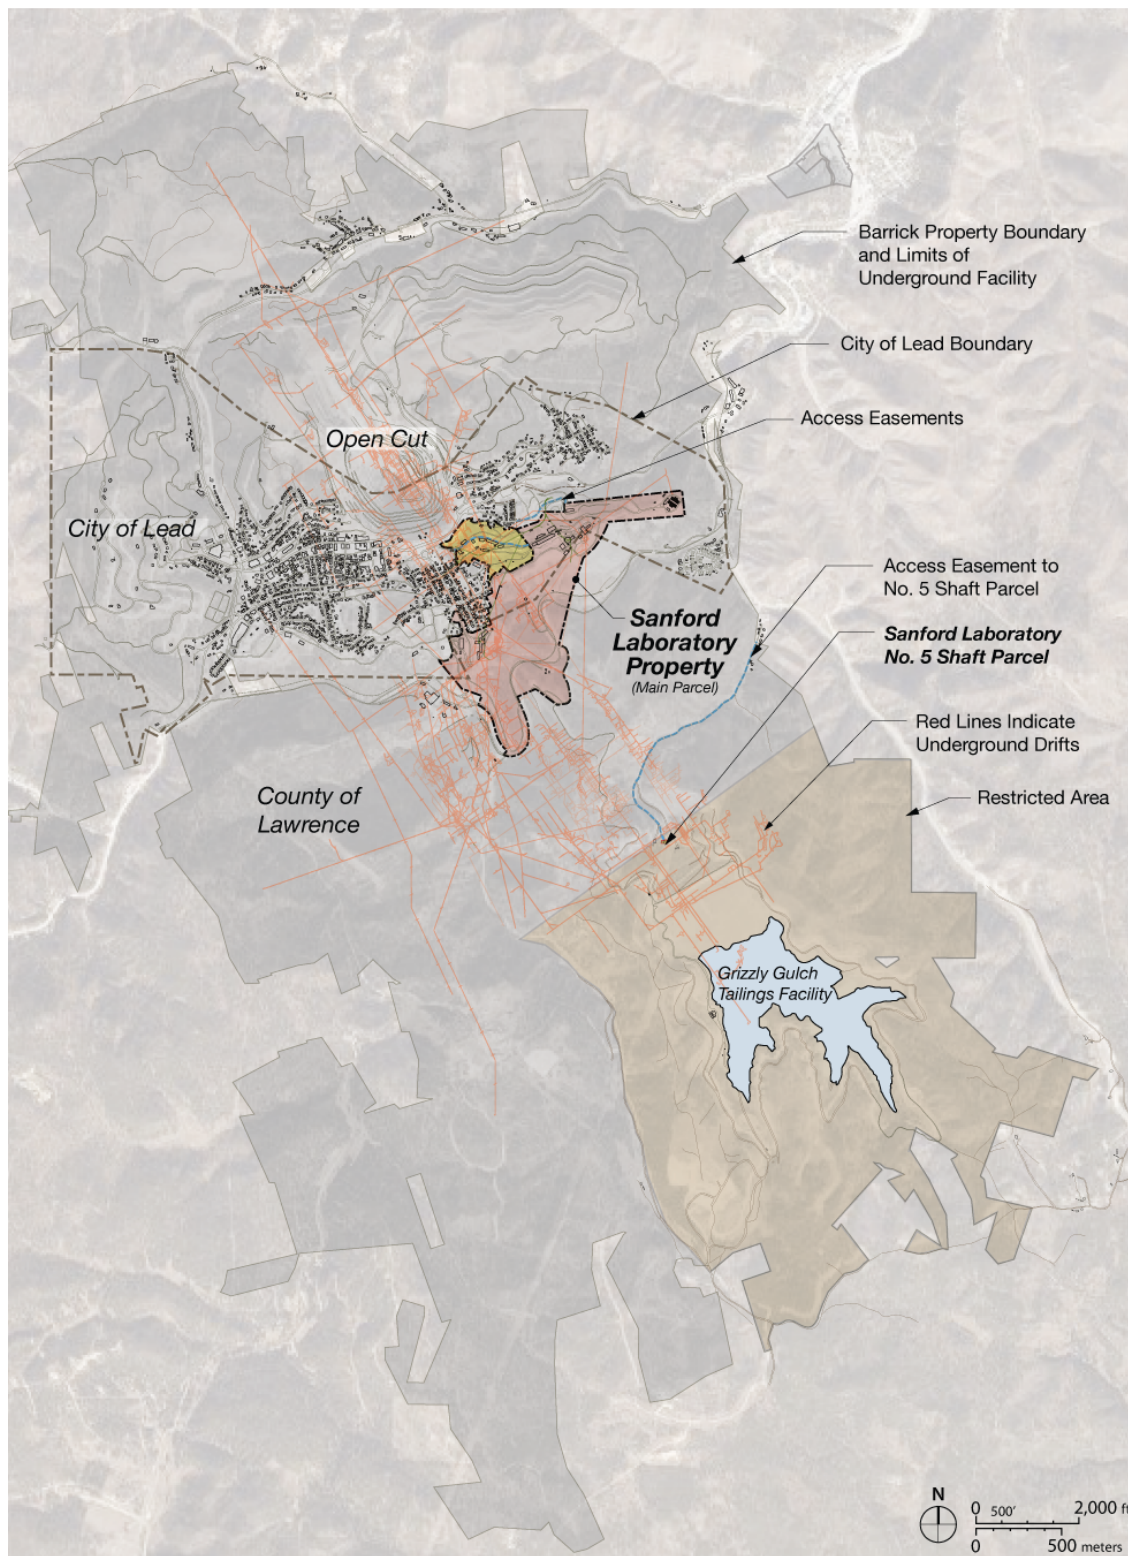 Barrick Property Boundary
and Limits of
Underground Facility
City of Lead Boundary
Access Easements
Open Cut
City of Lead
Access Easement to
No. 5 Shaft Parcel
Sanford
Laboratory
Property
(Main Parcel)
Sanford Laboratory
No. 5 Shaft Parcel
Red Lines Indicate
Underground Drifts
County of
Lawrence
Restricted Area
Grizzly Gulch
Tailings Facility
N
0 500' 2,000 ft
0 500 meters